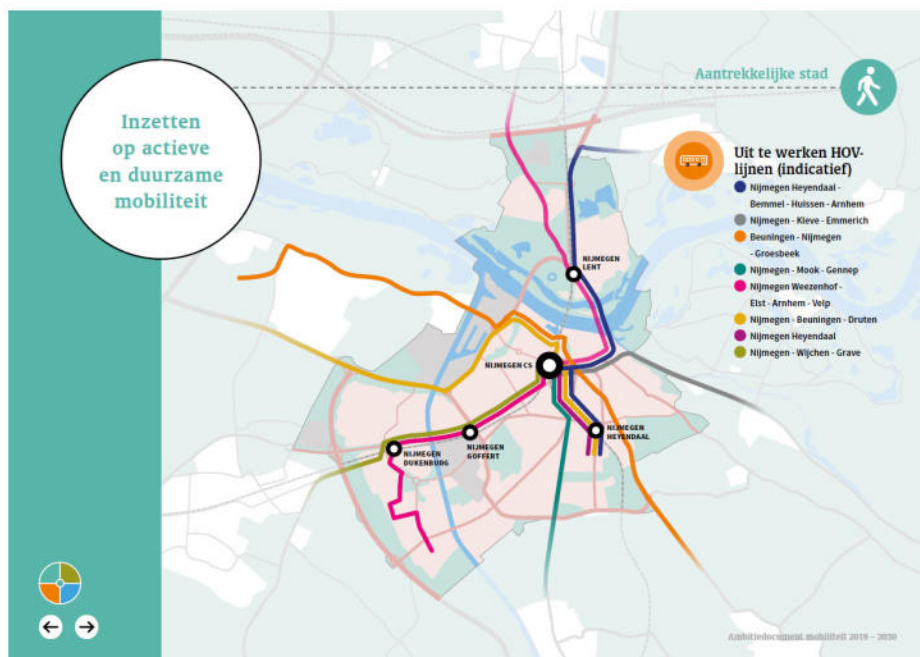 Inzetten
op actieve
en duurzame
mobiliteit
Aantrekkelijke stad
Uit te werken HOV-
lijnen (indicatief)
Nijmegen Heyendaal -
Bemmel - Huissen - Arnhem
Nijmegen - Kleve - Emmerich
Beuningen - Nijmegen
- Groesbeek
Nijmegen - Mook - Gennep
Nijmegen Weezenhof -
Elst - Arnhem - Velp
Nijmegen - Beuningen - Druten
Nijmegen Heyendaal
Nijmegen - Wijchen - Grave
NIJMEGEN
LENT
NIJMEGEN CS
NIJMEGEN
HEYENDAAL
NIJMEGEN
GOFFERT
NIJMEGEN
DUKENBURG
Ambitiedocument mobiliteit 2019 – 2030